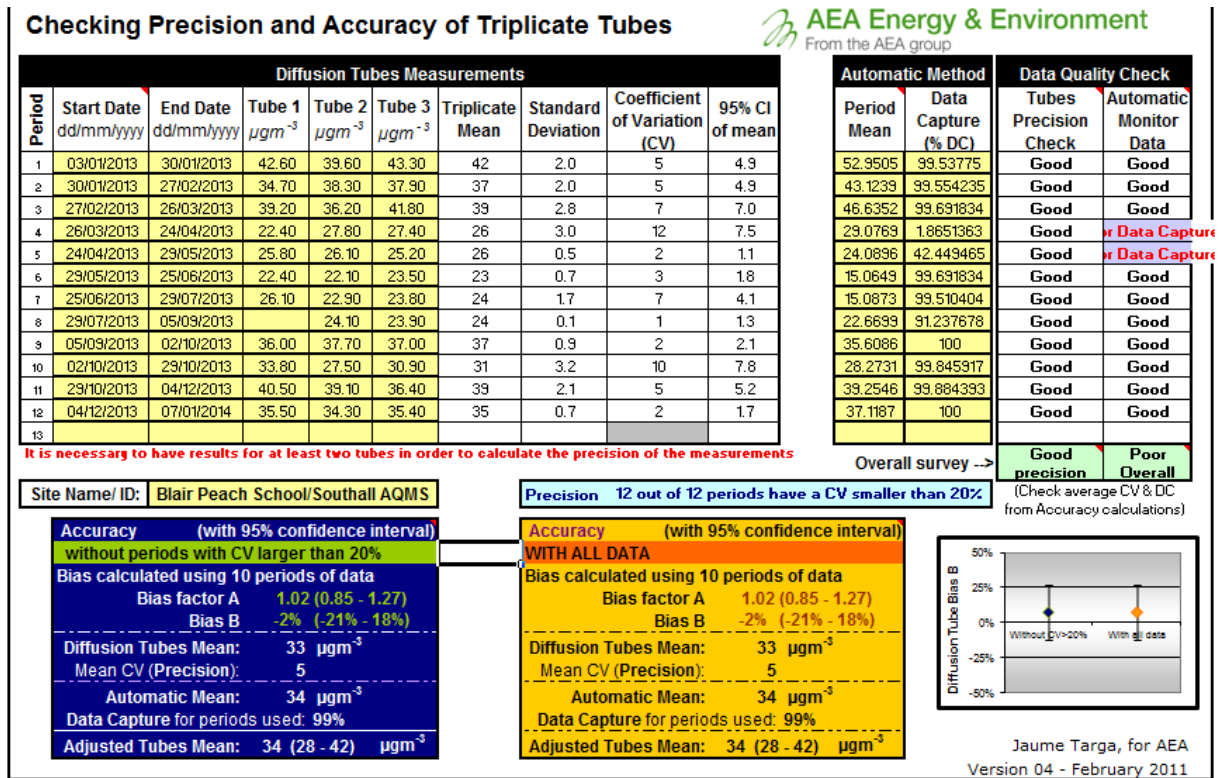 Checking Precision and Accuracy of Triplicate Tubes
AEA Energy & Environment
From the AEA group
Diffusion Tubes Measurements
Automatic Method
Data Quality Check
Period Start Date dd/mm/yyyy End Date dd/mm/yyyy Tube 1 µgm-3 Tube 2 µgm-3 Tube 3 µgm-3 Triplicate Mean Standard Deviation Coefficient of Variation (CV) 95% CI of mean Period Mean Data Capture (% DC) Tubes Precision Check Automatic Monitor Data
1 03/01/2013 30/01/2013 42.60 39.60 43.30 42 2.0 5 4.9 52.9505 99.53775 Good Good
2 30/01/2013 27/02/2013 34.70 38.30 37.90 37 2.0 5 4.9 43.1239 99.554235 Good Good
3 27/02/2013 26/03/2013 39.20 36.20 41.80 39 2.8 7 7.0 46.6352 99.691834 Good Good
4 26/03/2013 24/04/2013 22.40 27.80 27.40 26 3.0 12 7.5 29.0769 1.8651363 Good r Data Capture
5 24/04/2013 29/05/2013 25.80 26.10 25.20 26 0.5 2 1.1 24.0896 42.449465 Good r Data Capture
6 29/05/2013 25/06/2013 22.40 22.10 23.50 23 0.7 3 1.8 15.0649 99.691834 Good Good
7 25/06/2013 29/07/2013 26.10 22.90 23.80 24 1.7 7 4.1 15.0873 99.510404 Good Good
8 29/07/2013 05/09/2013 24.10 23.90 24 0.1 1 1.3 22.6699 91.237678 Good Good
9 05/09/2013 02/10/2013 36.00 37.70 37.00 37 0.9 2 2.1 35.6086 100 Good Good
10 02/10/2013 29/10/2013 33.80 27.50 30.90 31 3.2 10 7.8 28.2731 99.845917 Good Good
11 29/10/2013 04/12/2013 40.50 39.10 36.40 39 2.1 5 5.2 39.2546 99.884393 Good Good
12 04/12/2013 07/01/2014 35.50 34.30 35.40 35 0.7 2 1.7 37.1187 100 Good Good
13
It is necessary to have results for at least two tubes in order to calculate the precision of the measurements
Overall survey --> Good precision Poor Overall
(Check average CV & DC
from Accuracy calculations)
Site Name/ ID: Blair Peach School/Southall AQMS
Precision 12 out of 12 periods have a CV smaller than 20%
Accuracy (with 95% confidence interval)
without periods with CV larger than 20%
Bias calculated using 10 periods of data
Bias factor A 1.02 (0.85 - 1.27)
Bias B -2% (-21% - 18%)
Diffusion Tubes Mean: 33 µgm-3
Mean CV (Precision): 5
Automatic Mean: 34 µgm-3
Data Capture for periods used: 99%
Adjusted Tubes Mean: 34 (28 - 42) µgm-3
Accuracy (with 95% confidence interval)
WITH ALL DATA
Bias calculated using 10 periods of data
Bias factor A 1.02 (0.85 - 1.27)
Bias B -2% (-21% - 18%)
Diffusion Tubes Mean: 33 µgm-3
Mean CV (Precision): 5
Automatic Mean: 34 µgm-3
Data Capture for periods used: 99%
Adjusted Tubes Mean: 34 (28 - 42) µgm-3
Diffusion Tube Bias B
50%
25%
0%
-25%
-50%
Without CV>20%
With all data
Jaume Targa, for AEA
Version 04 - February 2011